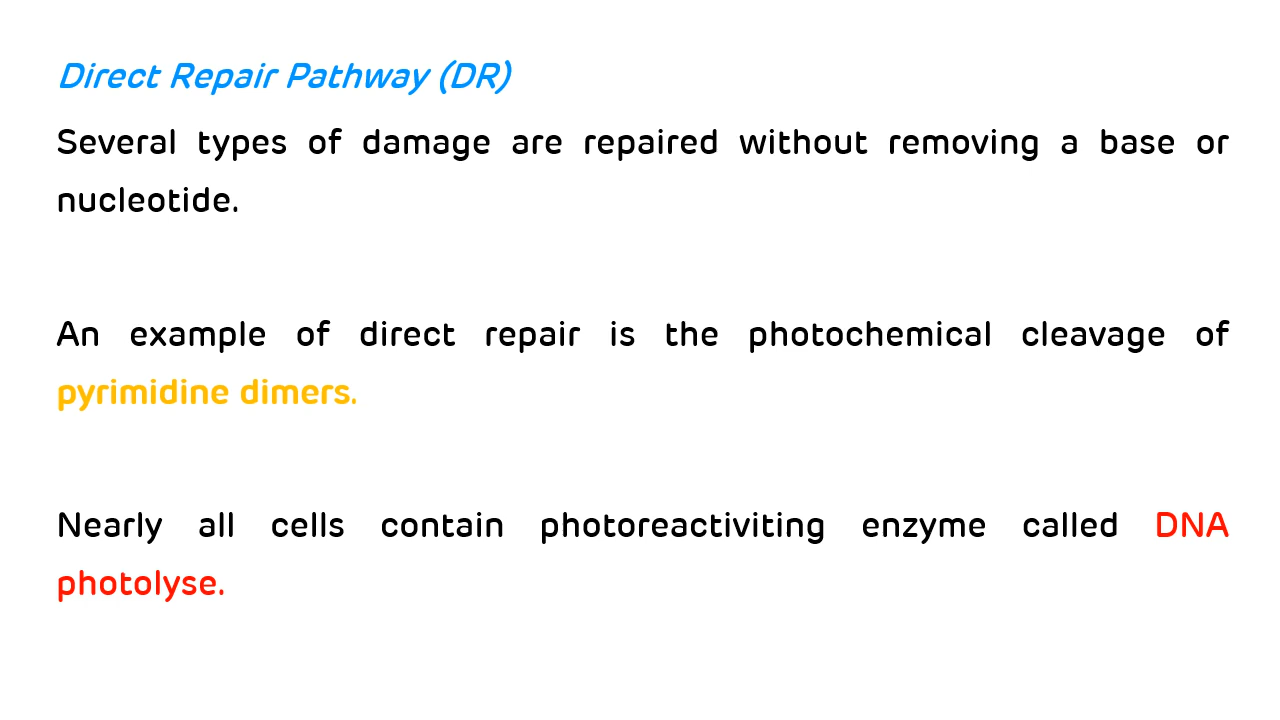 Direct Repair Pathway (DR)
Several types of damage are repaired without removing a base or
nucleotide.
An example of direct repair is the photochemical cleavage of
pyrimidine dimers.
Nearly all cells contain photoreactiviting enzyme called DNA
photolyse.